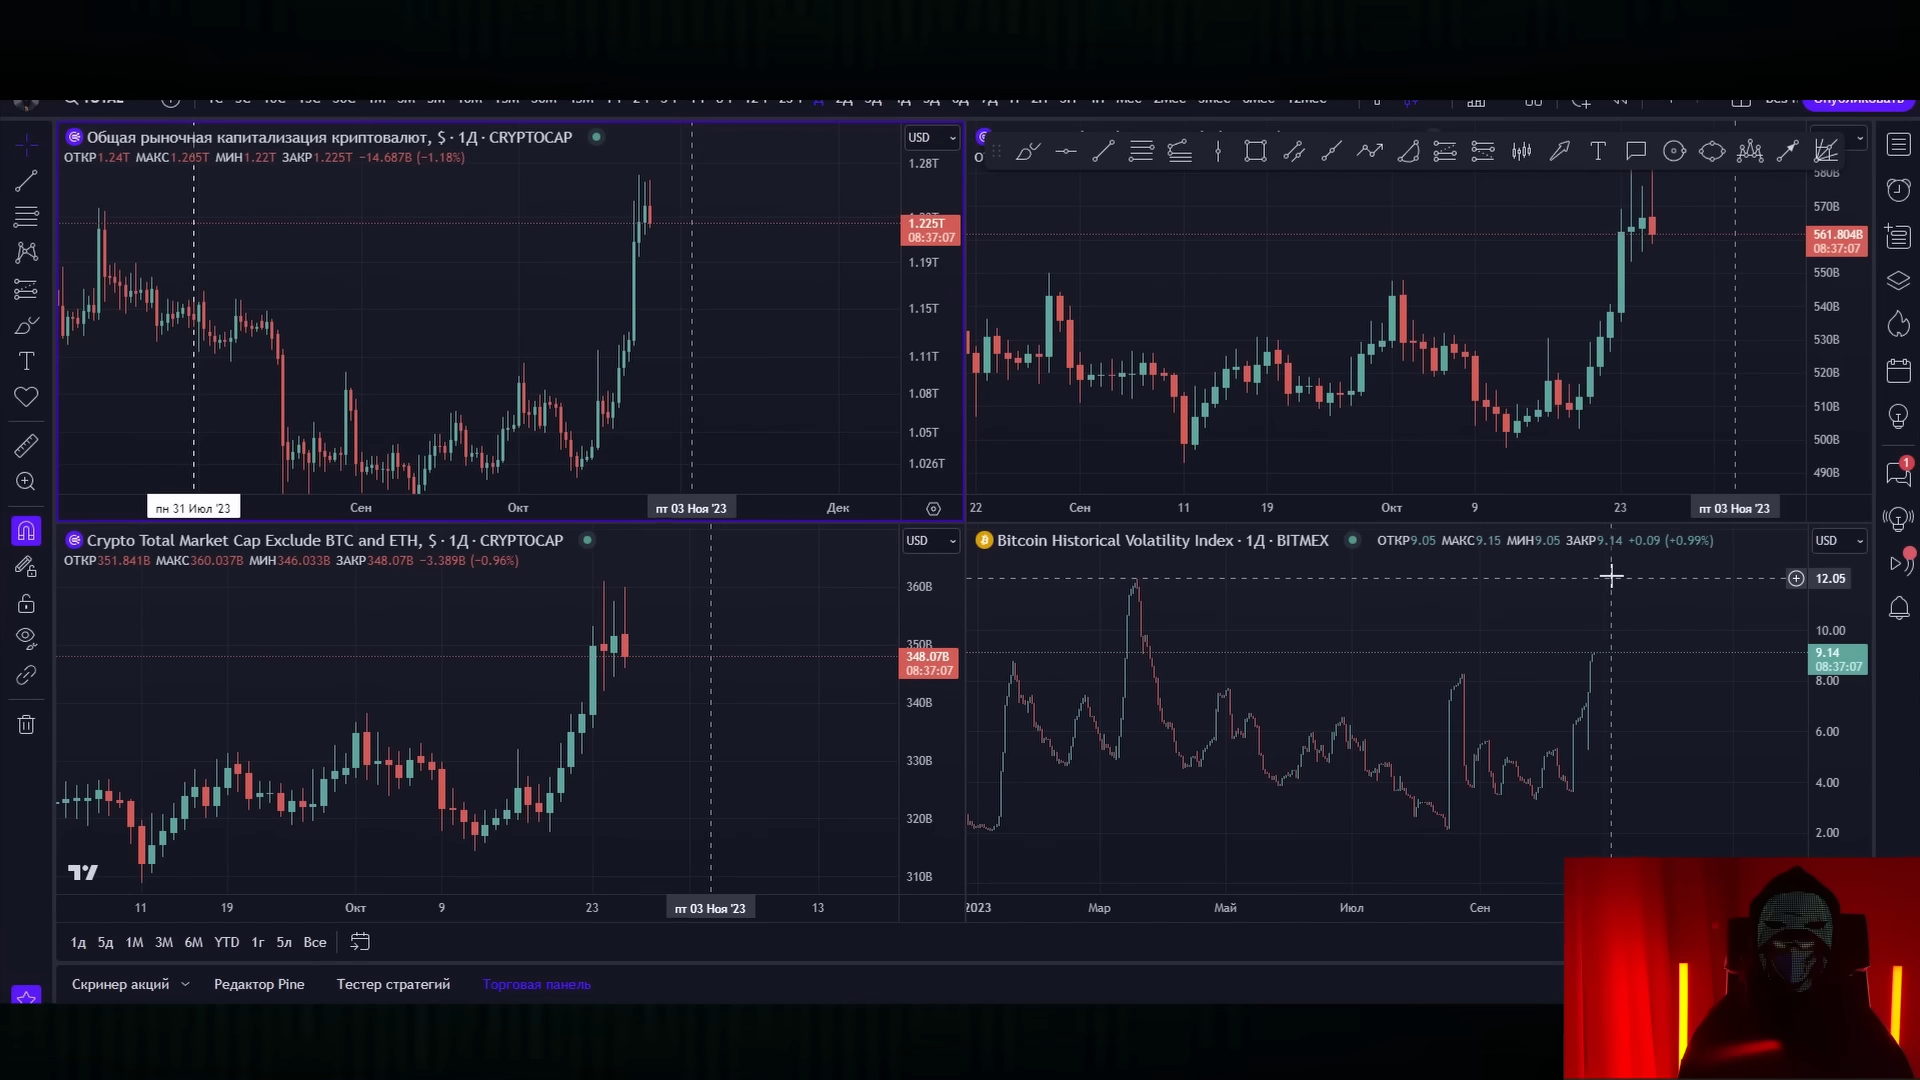 Общая рыночная капитализация криптовалют, $ · 1Д · CRYPTOCAP
ОТКР1.24T МАКС1.265T МИН1.22T ЗАКР1.225T −14.687B (−1.18%)
USD
1.28T
1.225T
08:37:07
1.19T
1.15T
1.11T
1.08T
1.05T
1.026T
пн 31 Июл '23
Сен
Окт
пт 03 Ноя '23
Дек
580B
570B
561.804B
08:37:07
550B
540B
530B
520B
510B
500B
490B
22
Сен
11
19
Окт
9
23
пт 03 Ноя '23
1
Crypto Total Market Cap Exclude BTC and ETH, $ · 1Д · CRYPTOCAP
ОТКР351.841B МАКС360.037B МИН346.033B ЗАКР348.07B −3.389B (−0.96%)
USD
360B
350B
348.07B
08:37:07
340B
330B
320B
310B
11
19
Окт
9
23
пт 03 Ноя '23
13
Bitcoin Historical Volatility Index · 1Д · BITMEX
ОТКР9.05 МАКС9.15 МИН9.05 ЗАКР9.14 +0.09 (+0.99%)
USD
12.05
10.00
9.14
08:37:07
8.00
6.00
4.00
2.00
2023
Мар
Май
Июл
Сен
1д 5д 1М 3М 6М YTD 1г 5л Все
Скринер акций
Редактор Pine
Тестер стратегий
Торговая панель